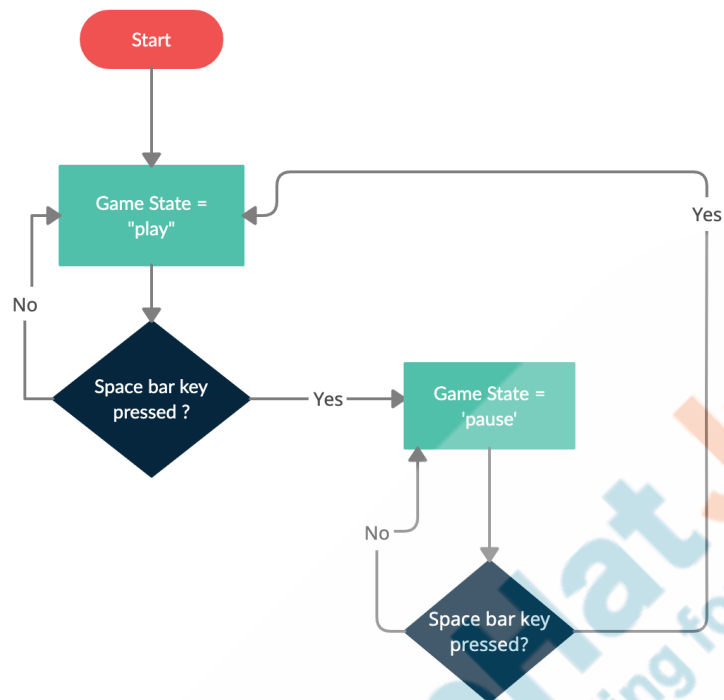 Start
Game State =
"play"
Yes
No
Space bar key
pressed ?
Yes
Game State =
'pause'
No
Space bar key
pressed?